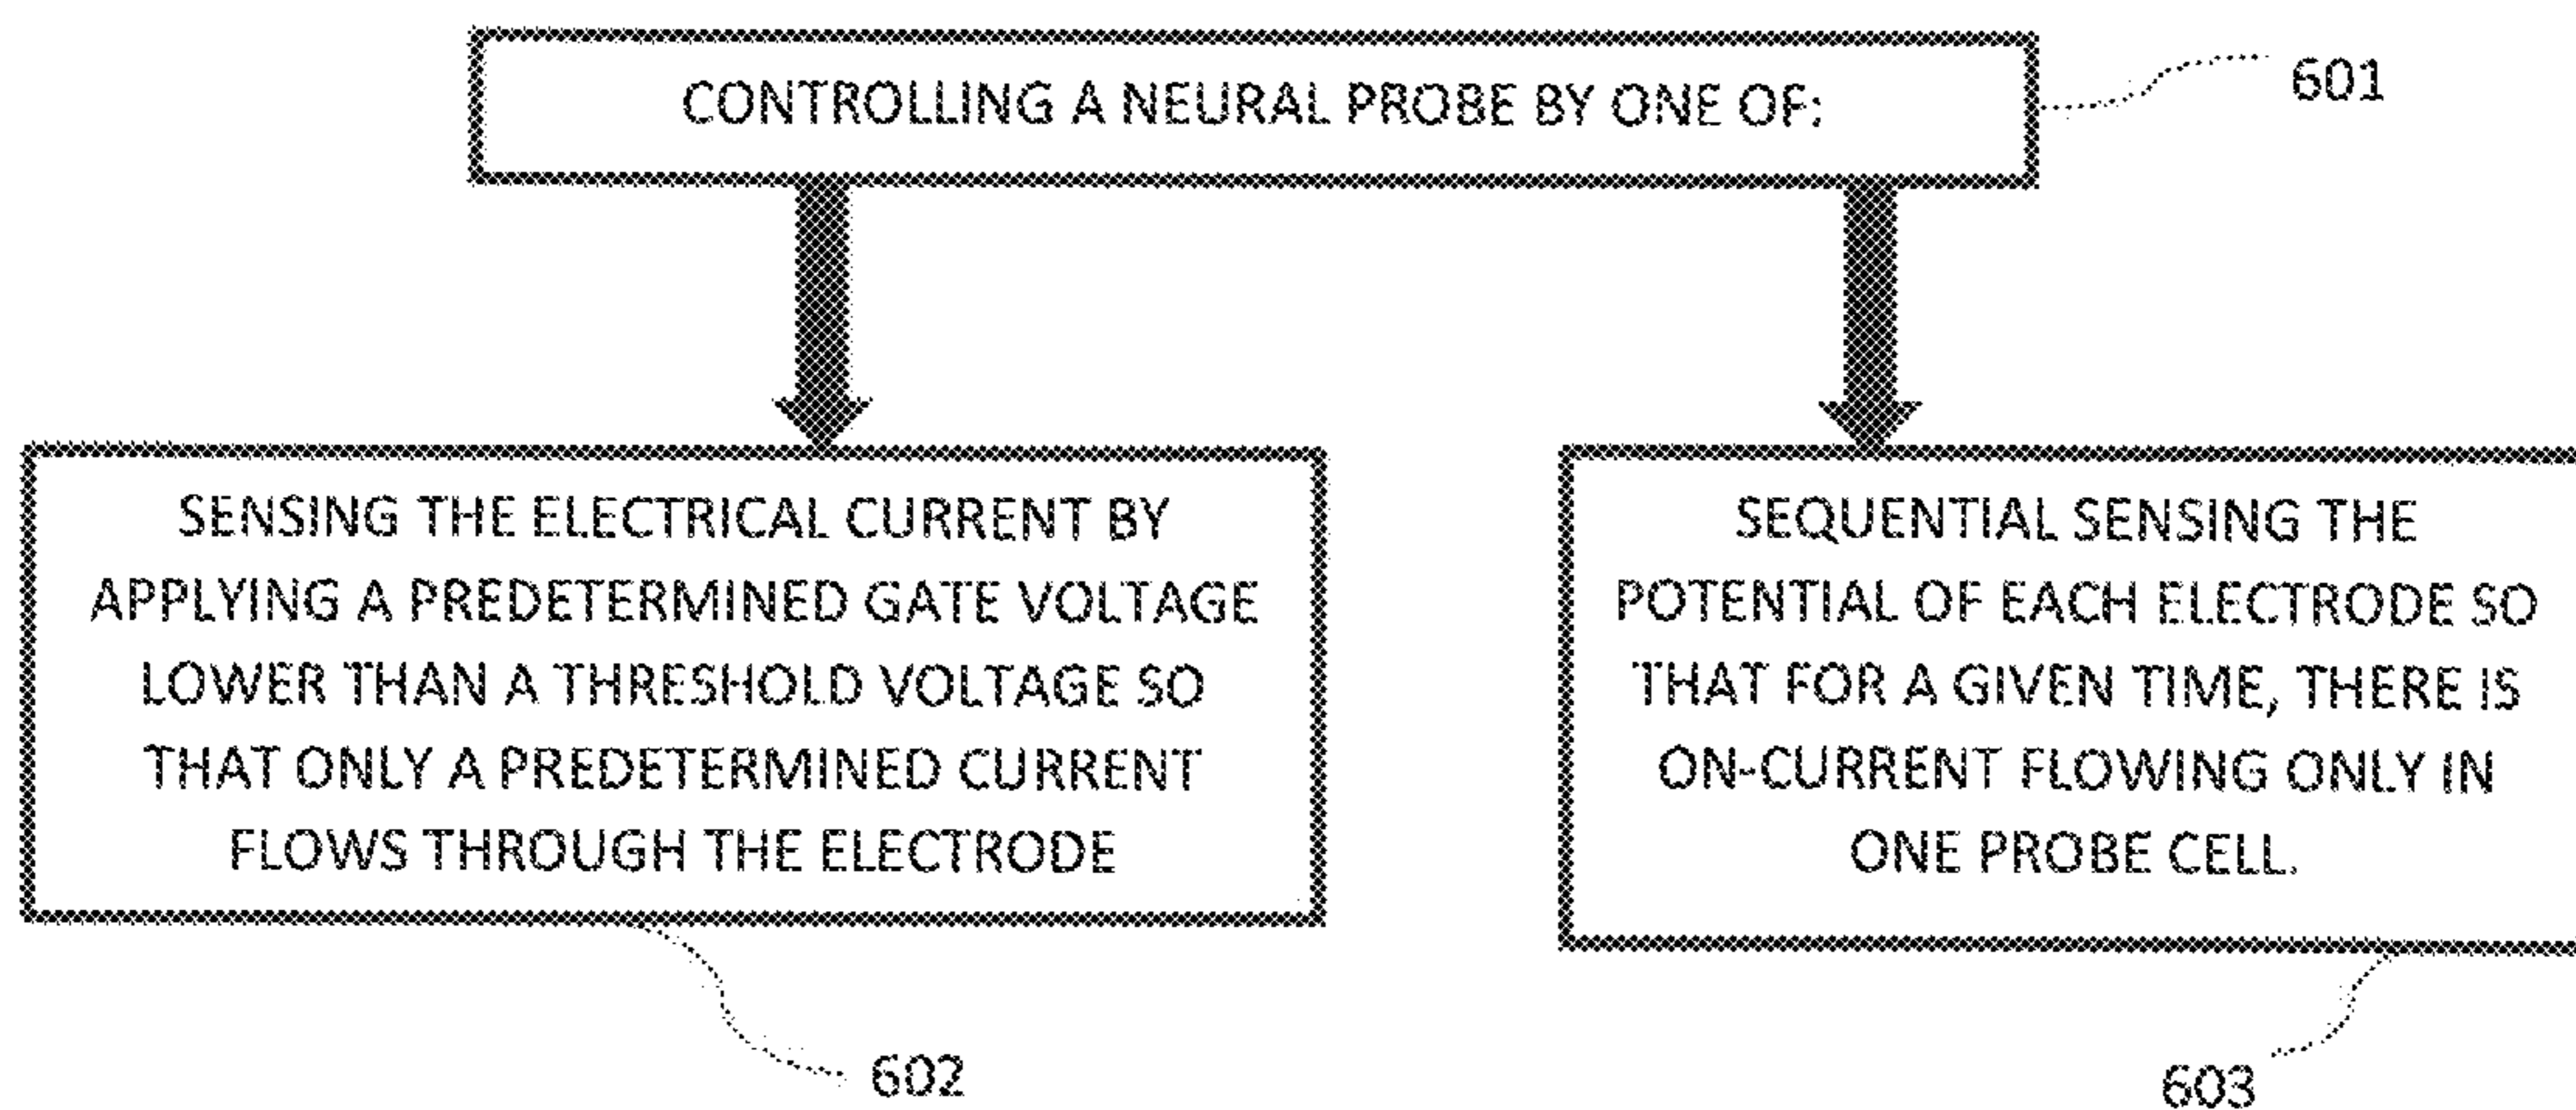 CONTROLLING A NEURAL PROBE BY ONE OF:
601
SENSING THE ELECTRICAL CURRENT BY
APPLYING A PREDETERMINED GATE VOLTAGE
LOWER THAN A THRESHOLD VOLTAGE SO
THAT ONLY A PREDETERMINED CURRENT
FLOWS THROUGH THE ELECTRODE
602
SEQUENTIAL SENSING THE
POTENTIAL OF EACH ELECTRODE SO
THAT FOR A GIVEN TIME, THERE IS
ON-CURRENT FLOWING ONLY IN
ONE PROBE CELL.
603